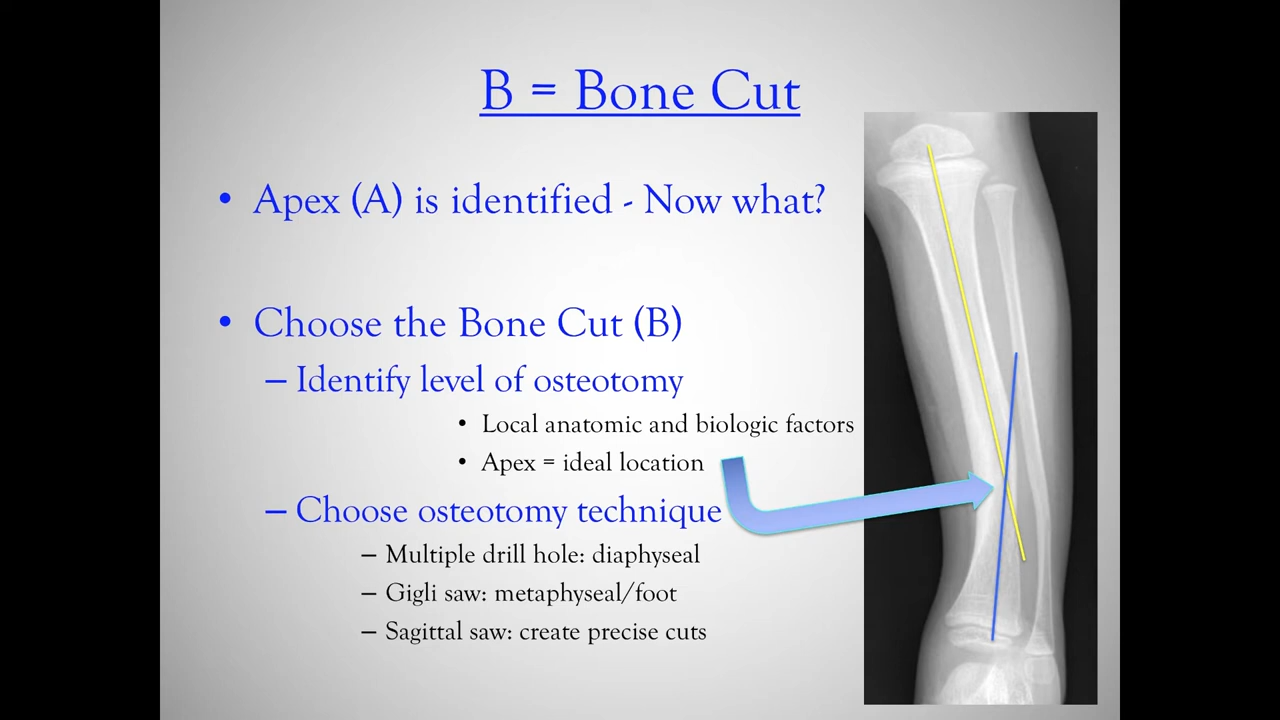 B = Bone Cut
• Apex (A) is identified - Now what?
• Choose the Bone Cut (B)
– Identify level of osteotomy
• Local anatomic and biologic factors
• Apex = ideal location
– Choose osteotomy technique
– Multiple drill hole: diaphyseal
– Gigli saw: metaphyseal/foot
– Sagittal saw: create precise cuts